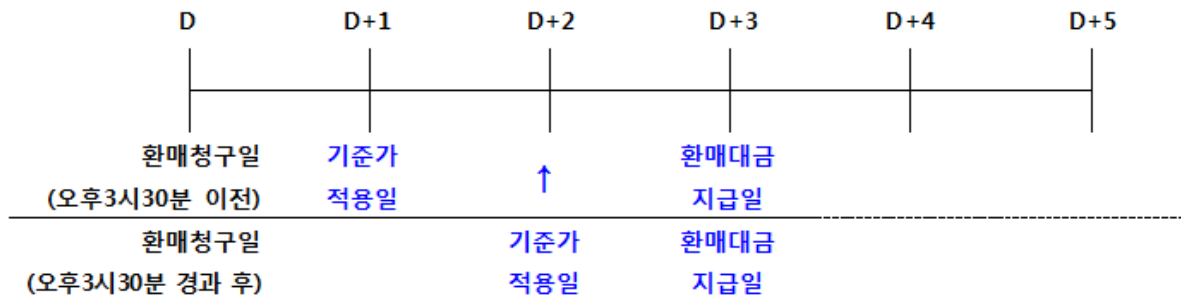 D D+1 D+2 D+3 D+4 D+5
환매청구일 기준가 환매대금
↑
(오후3시30분 이전) 적용일 지급일
환매청구일 기준가 환매대금
(오후3시30분 경과 후) 적용일 지급일